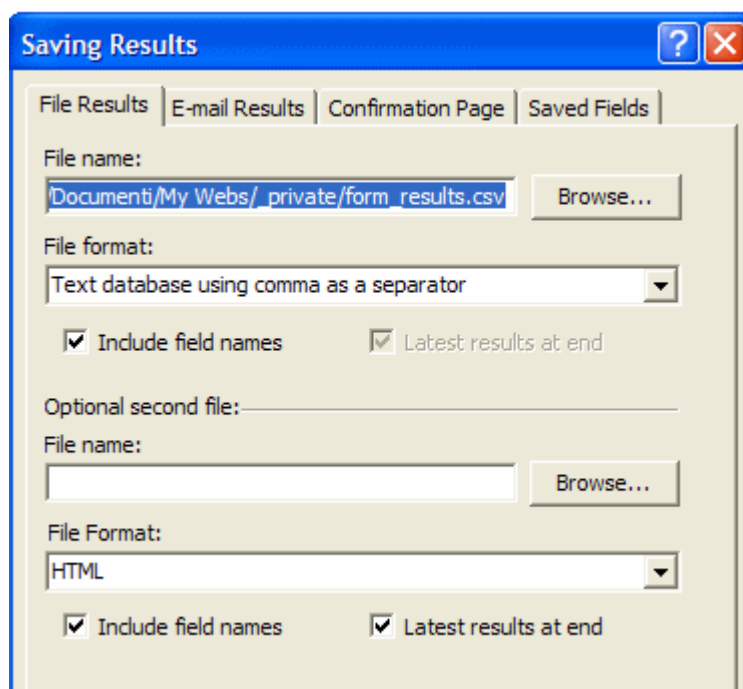 Saving Results
File Results E-mail Results Confirmation Page Saved Fields
File name:
/Documenti/My Webs/_private/form_results.csv Browse...
File format:
Text database using comma as a separator
Include field names Latest results at end
Optional second file:
File name:
Browse...
File Format:
HTML
Include field names Latest results at end